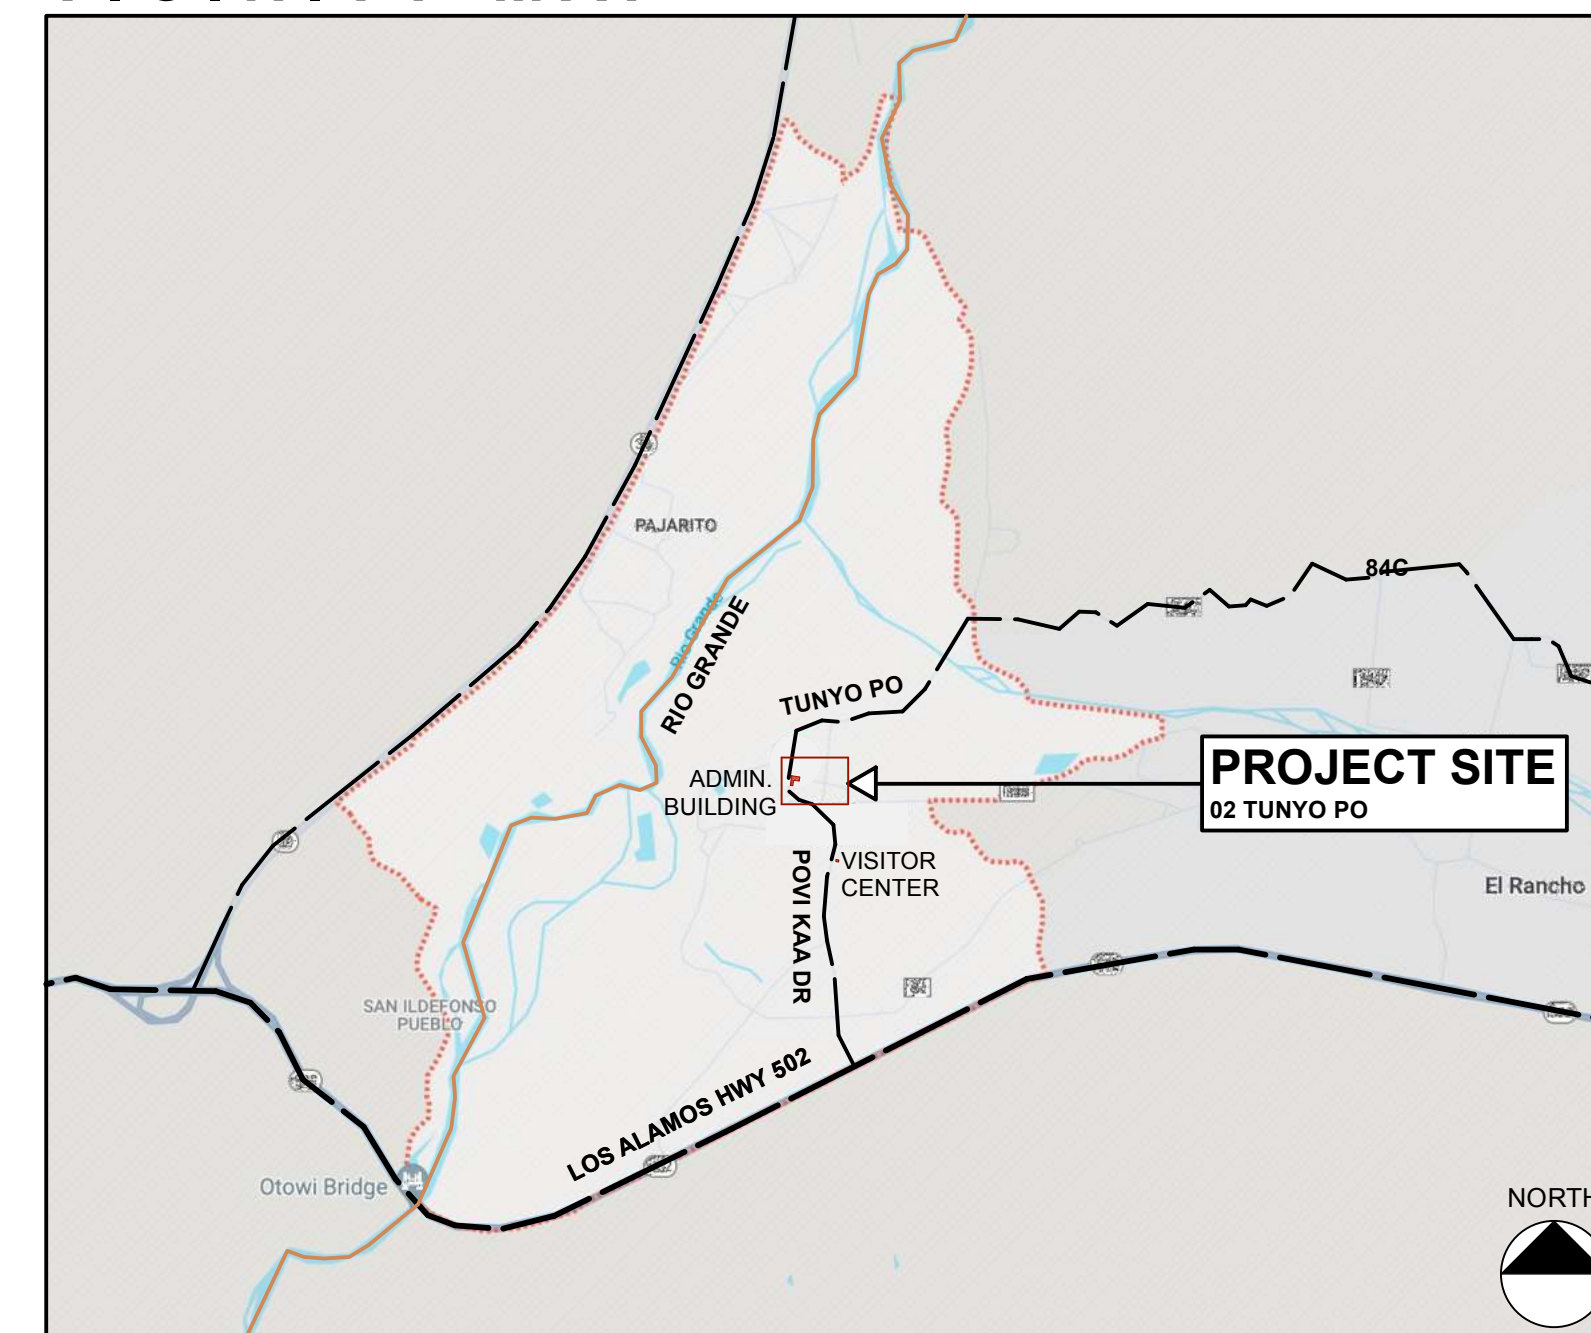 PAJARITO
84C
Rio Grande
RIO GRANDE
TUNYO PO
PROJECT SITE
02 TUNYO PO
ADMIN.
BUILDING
VISITOR
CENTER
POVI KAA DR
El Rancho
SAN ILDEFONSO
PUEBLO
LOS ALAMOS HWY 502
Otowi Bridge
NORTH